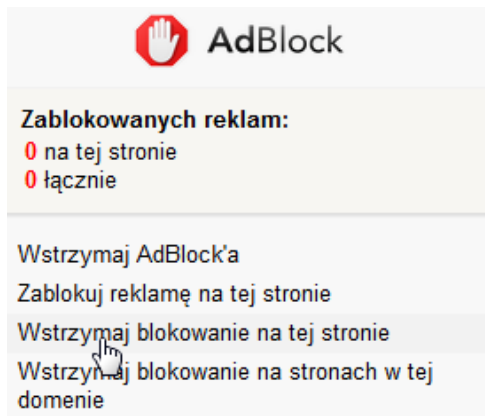 AdBlock
Zablokowanych reklam:
0 na tej stronie
0 łącznie
Wstrzymaj AdBlock'a
Zablokuj reklamę na tej stronie
Wstrzymaj blokowanie na tej stronie
Wstrzymaj blokowanie na stronach w tej
domenie